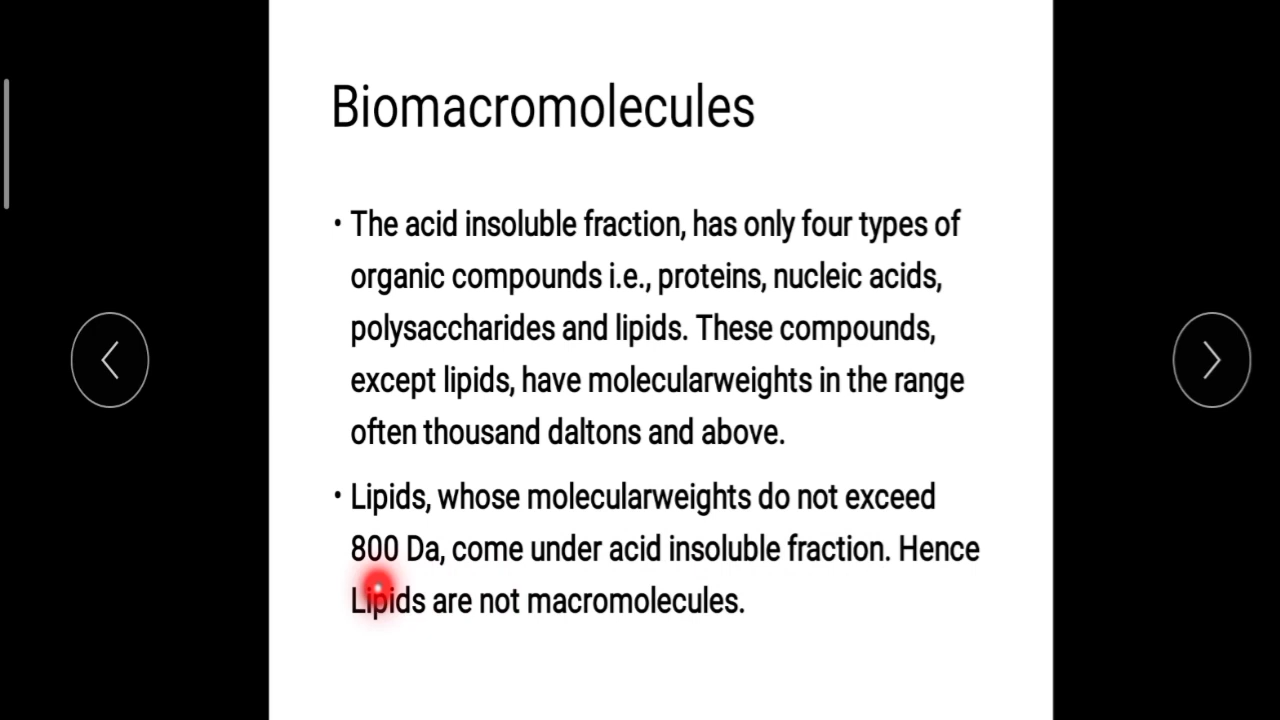 Biomacromolecules
• The acid insoluble fraction, has only four types of
organic compounds i.e., proteins, nucleic acids,
polysaccharides and lipids. These compounds,
except lipids, have molecularweights in the range
often thousand daltons and above.
• Lipids, whose molecularweights do not exceed
800 Da, come under acid insoluble fraction. Hence
Lipids are not macromolecules.